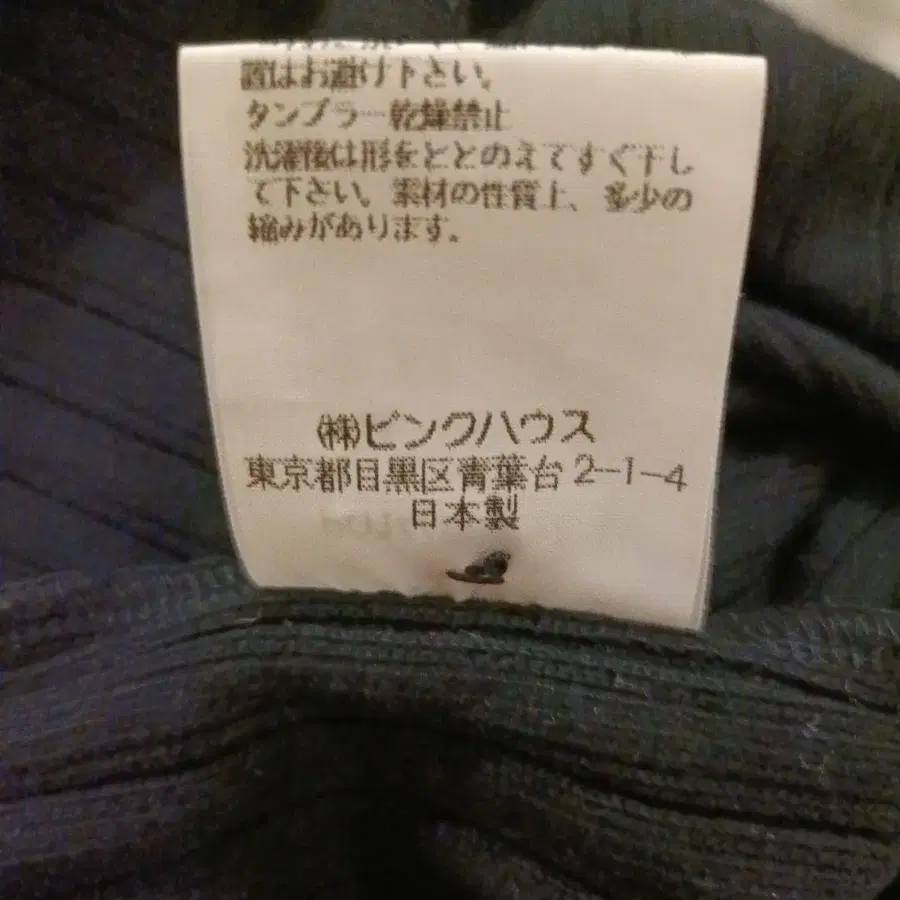 置はお避け下さい。
タンブラー乾燥禁止
洗濯後は形をととのえてすぐ干し
て下さい。素材の性質上、多少の
縮みがあります。
㈱ピンクハウス
東京都目黒区青葉台2-1-4
日本製